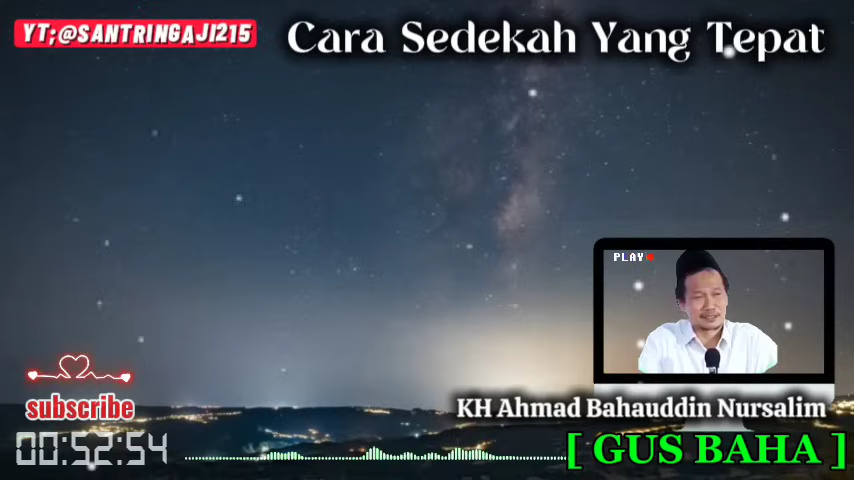 YT;@SANTRINGAJI215
Cara Sedekah Yang Tepat
PLAY
subscribe
KH Ahmad Bahauddin Nursalim
00:52:54
[ GUS BAHA ]